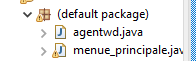 (default package)
agentwd.java
menue_principale.jav